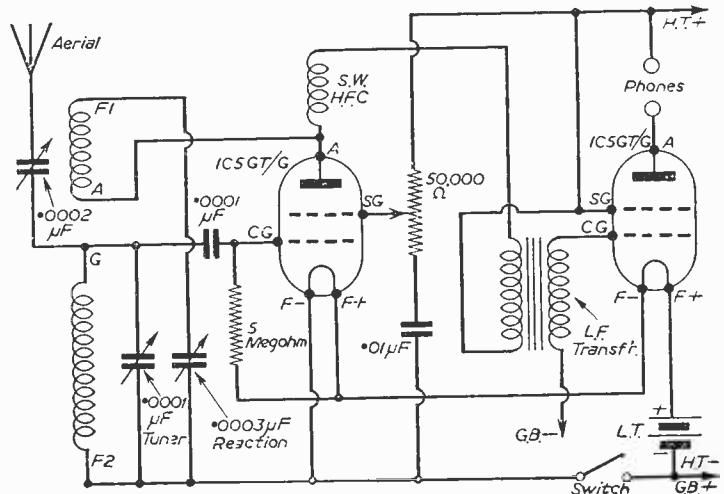 Aerial
F1
A
·0002
µF
G
F2
·0001
µF
Tuner
·0003µF
Reaction
·0001
µF
5
Megohm
S.W.
H.F.C
A
1C5GT/G
SG
CG
F-
F+
50,000
Ω
·01µF
L.F.
Transfr.
G.B.-
H.T.+
Phones
1C5GT/G
A
SG
CG
F-
F+
+
L.T.
-
HT-
GB+
Switch